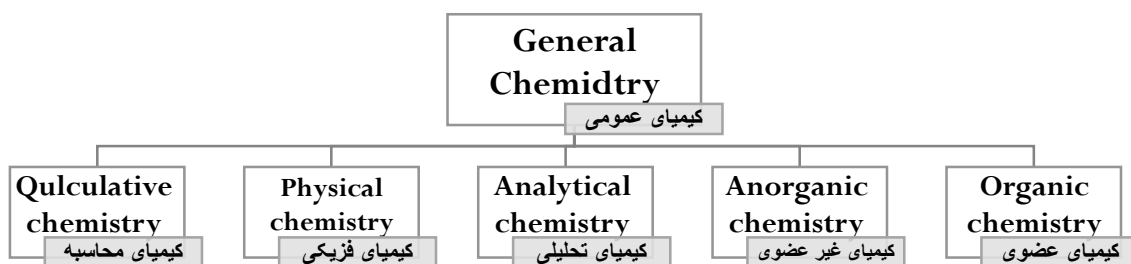 General
Chemidtry
کیمیای عمومی
Qulculative
chemistry
کیمیای محاسبه
Physical
chemistry
کیمیای فزیکی
Analytical
chemistry
کیمیای تحلیلی
Anorganic
chemistry
کیمیای غیر عضوی
Organic
chemistry
کیمیای عضوی